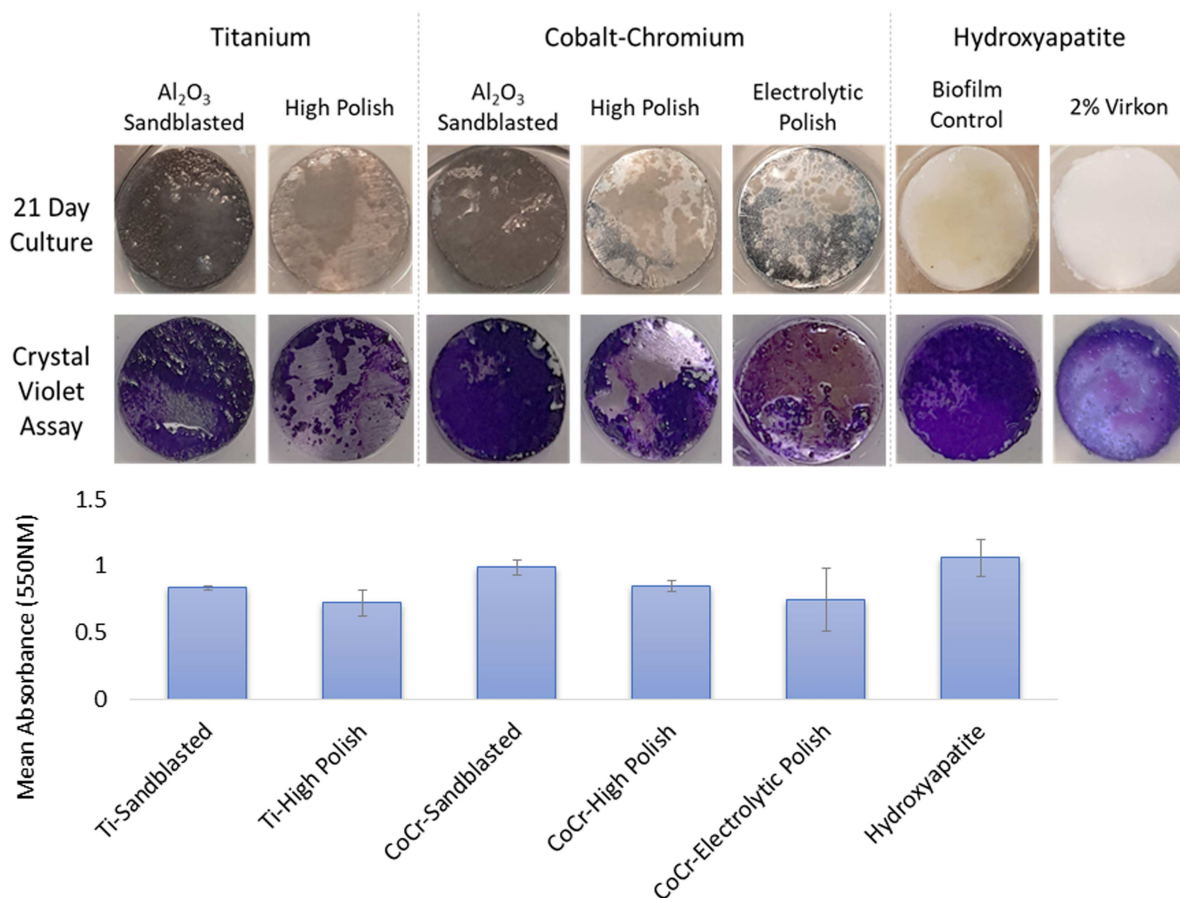 Titanium
Cobalt-Chromium
Hydroxyapatite
Al₂O₃
Sandblasted
High Polish
Al₂O₃
Sandblasted
High Polish
Electrolytic
Polish
Biofilm
Control
2% Virkon
21 Day
Culture
Crystal
Violet
Assay
Mean Absorbance (550NM)
1.5
1
0.5
0
Ti-Sandblasted
Ti-High Polish
CoCr-Sandblasted
CoCr-High Polish
CoCr-Electrolytic Polish
Hydroxyapatite